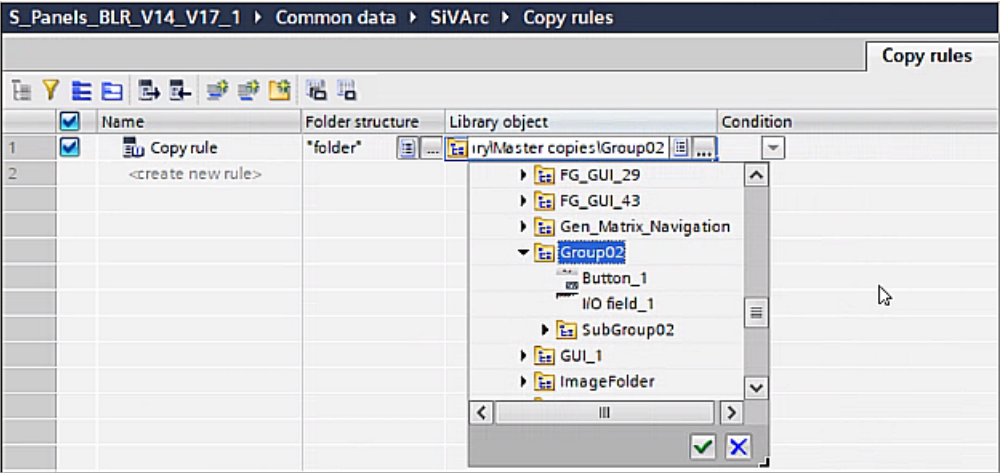 S_Panels_BLR_V14_V17_1 ▸ Common data ▸ SiVArc ▸ Copy rules
Copy rules
Name Folder structure Library object Condition
1 Copy rule "folder" ... ıry\Master copies\Group02 ...
2 <create new rule>
FG_GUI_29
FG_GUI_43
Gen_Matrix_Navigation
Group02
Button_1
I/O field_1
SubGroup02
GUI_1
ImageFolder